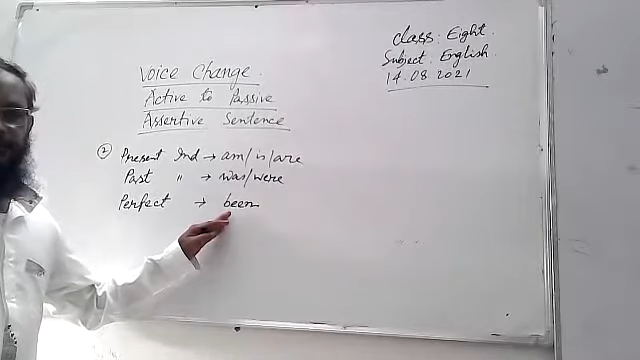 Class: Eight.
Subject: English.
14.08.2021
Voice Change.
Active to Passive
Assertive Sentence
② Present Ind → am/is/are
Past " → was/were
Perfect → been